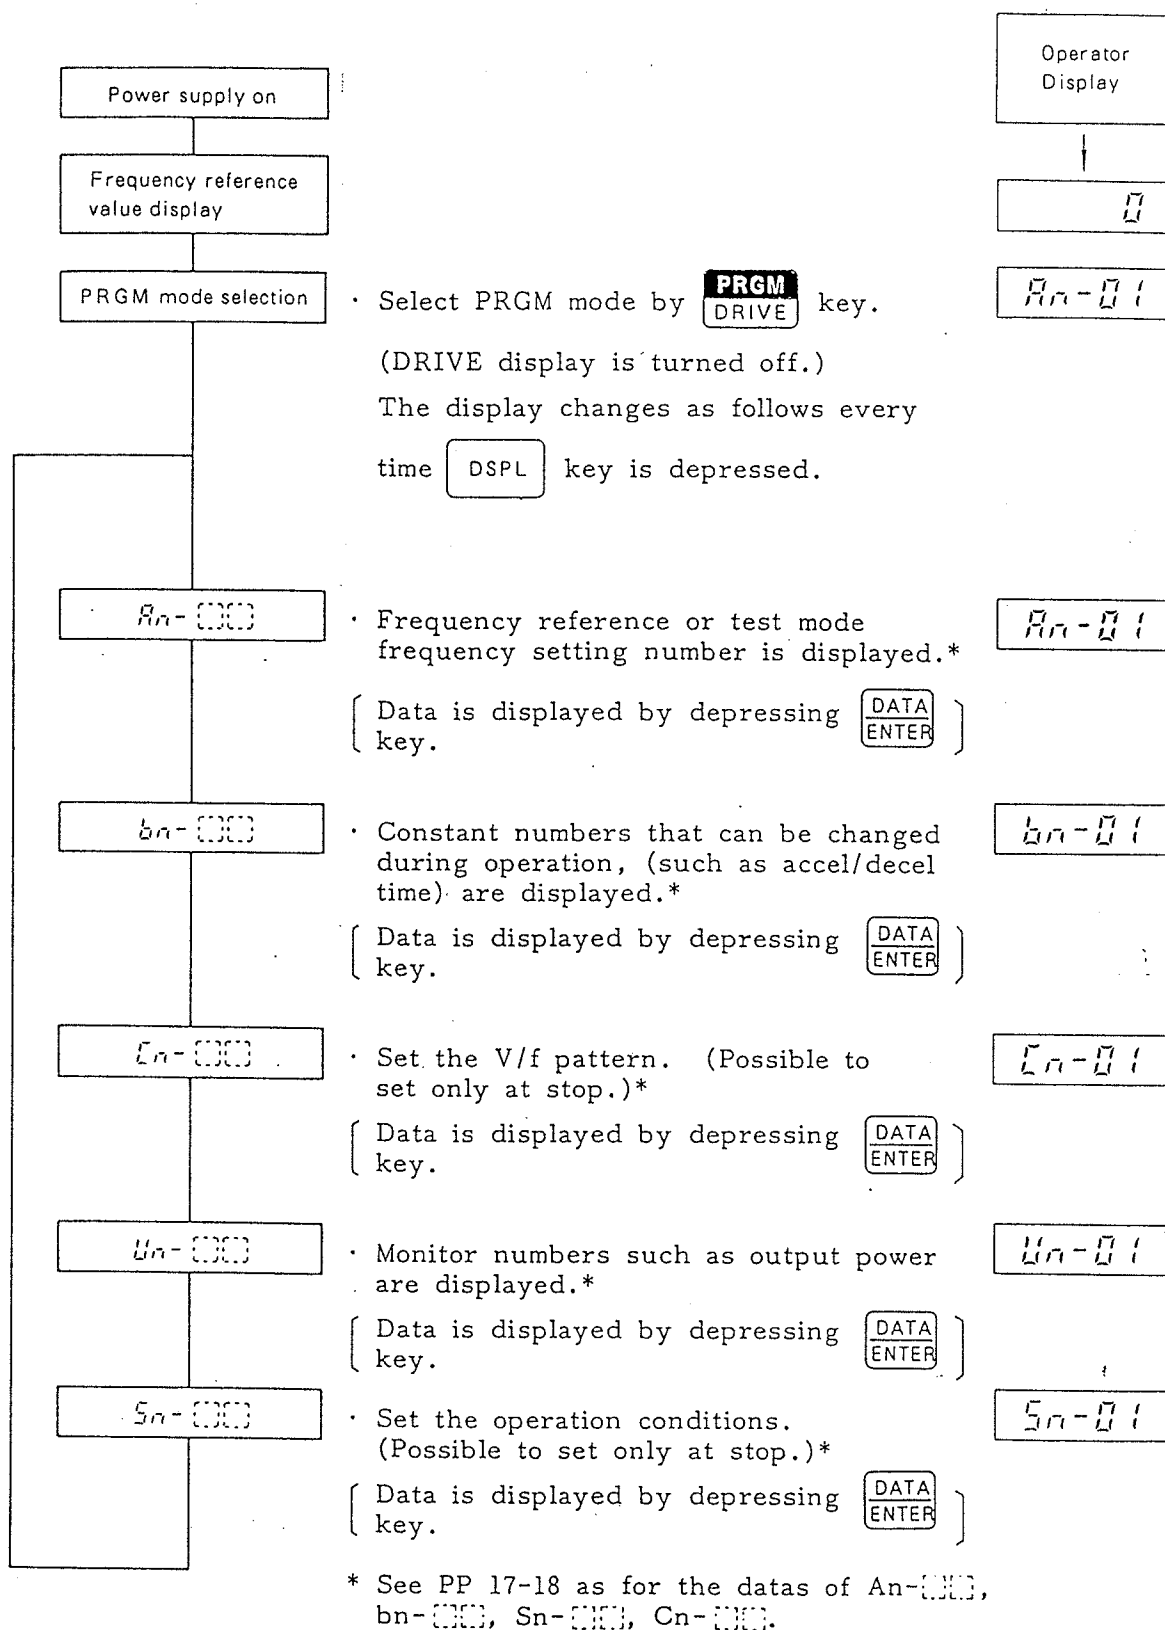 Operator
Display
Power supply on
Frequency reference
value display
0
PRGM mode selection
· Select PRGM mode by PRGM DRIVE key.
An-01
(DRIVE display is turned off.)
The display changes as follows every
time DSPL key is depressed.
An-
· Frequency reference or test mode
frequency setting number is displayed.*
An-01
Data is displayed by depressing DATA ENTER
key.
bn-
· Constant numbers that can be changed
during operation, (such as accel/decel
time) are displayed.*
bn-01
Data is displayed by depressing DATA ENTER
key.
Cn-
· Set the V/f pattern. (Possible to
set only at stop.)*
Cn-01
Data is displayed by depressing DATA ENTER
key.
Un-
· Monitor numbers such as output power
are displayed.*
Un-01
Data is displayed by depressing DATA ENTER
key.
Sn-
· Set the operation conditions.
(Possible to set only at stop.)*
Sn-01
Data is displayed by depressing DATA ENTER
key.
* See PP 17-18 as for the datas of An-,
bn-, Sn-, Cn-.